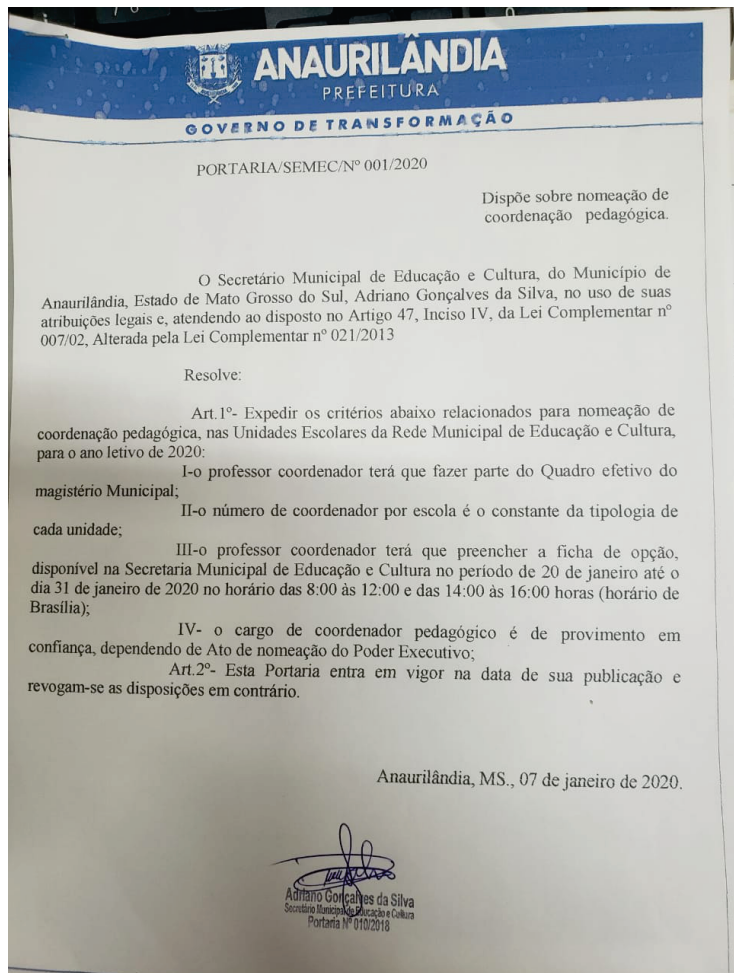 ANAURILÂNDIA
PREFEITURA
GOVERNO DE TRANSFORMAÇÃO
PORTARIA/SEMEC/Nº 001/2020
Dispõe sobre nomeação de
coordenação pedagógica.
O Secretário Municipal de Educação e Cultura, do Município de
Anaurilândia, Estado de Mato Grosso do Sul, Adriano Gonçalves da Silva, no uso de suas
atribuições legais e, atendendo ao disposto no Artigo 47, Inciso IV, da Lei Complementar nº
007/02, Alterada pela Lei Complementar nº 021/2013
Resolve:
Art.1º- Expedir os critérios abaixo relacionados para nomeação de
coordenação pedagógica, nas Unidades Escolares da Rede Municipal de Educação e Cultura,
para o ano letivo de 2020:
I-o professor coordenador terá que fazer parte do Quadro efetivo do
magistério Municipal;
II-o número de coordenador por escola é o constante da tipologia de
cada unidade;
III-o professor coordenador terá que preencher a ficha de opção,
disponível na Secretaria Municipal de Educação e Cultura no período de 20 de janeiro até o
dia 31 de janeiro de 2020 no horário das 8:00 às 12:00 e das 14:00 às 16:00 horas (horário de
Brasília);
IV- o cargo de coordenador pedagógico é de provimento em
confiança, dependendo de Ato de nomeação do Poder Executivo;
Art.2º- Esta Portaria entra em vigor na data de sua publicação e
revogam-se as disposições em contrário.
Anaurilândia, MS., 07 de janeiro de 2020.
Adriano Gonçalves da Silva
Secretário Municipal de Educação e Cultura
Portaria Nº 010/2018